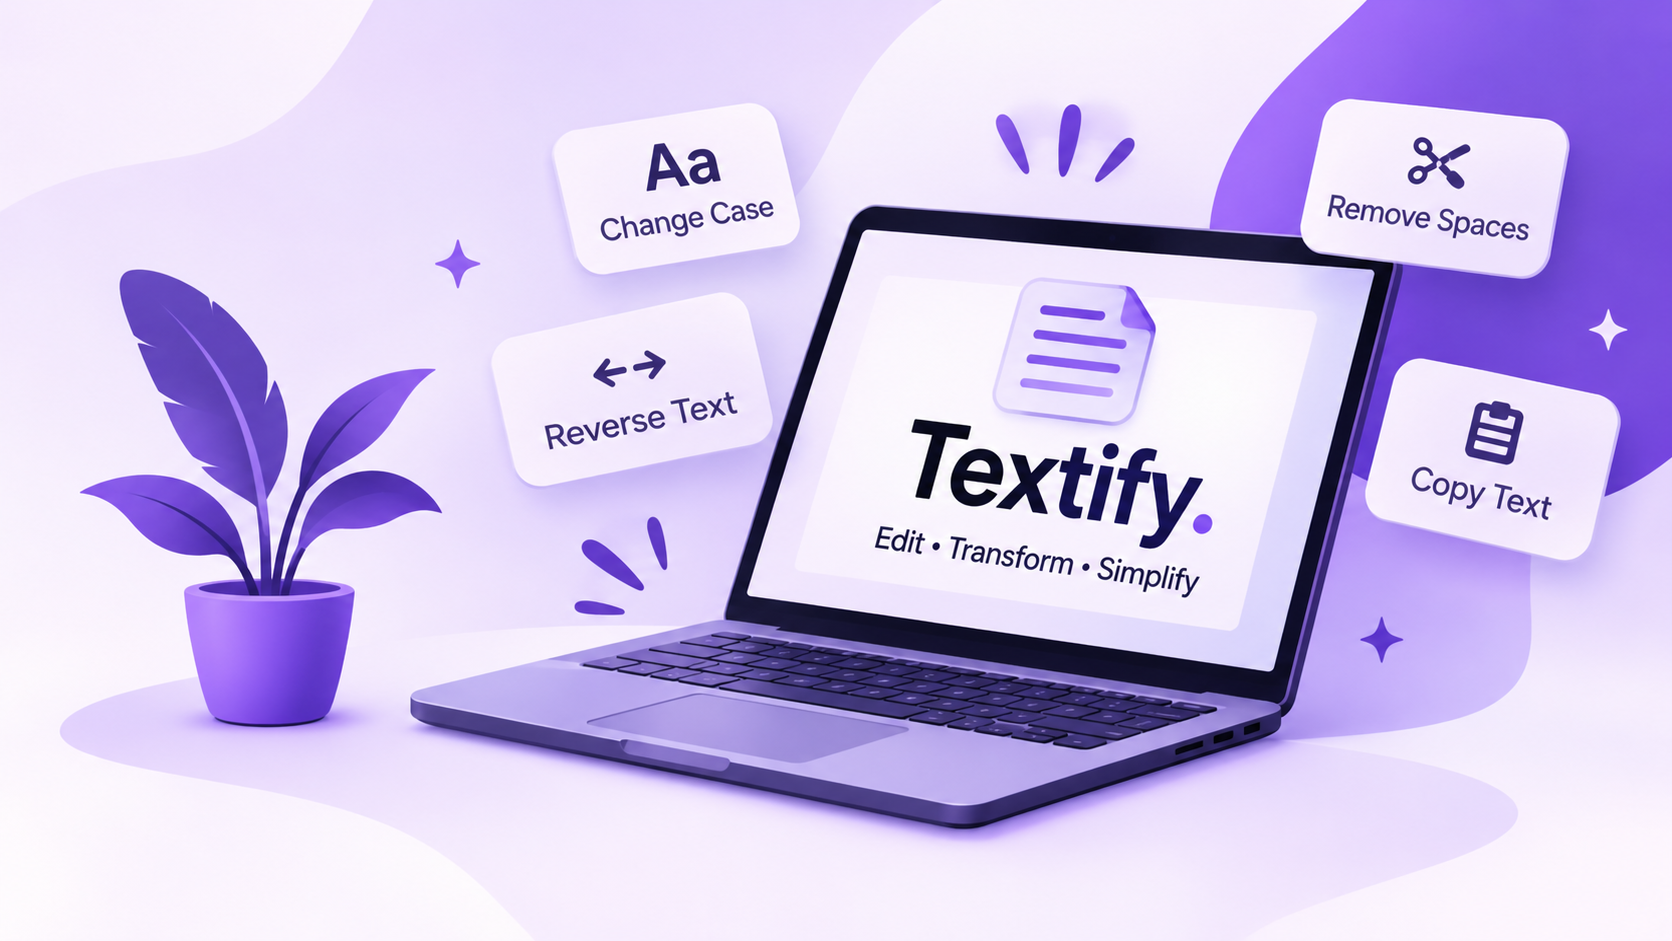 Aa
Change Case
Reverse Text
Textify.
Edit • Transform • Simplify
Remove Spaces
Copy Text